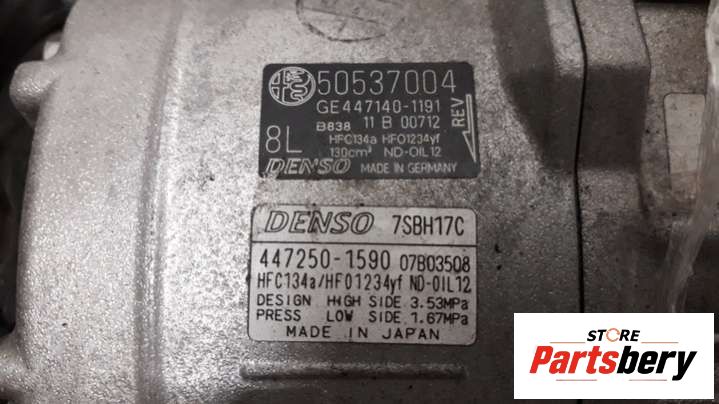 50537004
GE447140-1191
B838 11 B 00712
8L HFC134a HFO1234yf
130cm³ ND-OIL12
REV
DENSO MADE IN GERMANY
DENSO 7SBH17C
447250-1590 07B03508
HFC134a/HFO1234yf ND-OIL12
DESIGN HIGH SIDE 3.53MPa
PRESS LOW SIDE 1.67MPa
MADE IN JAPAN
STORE
Partsbery